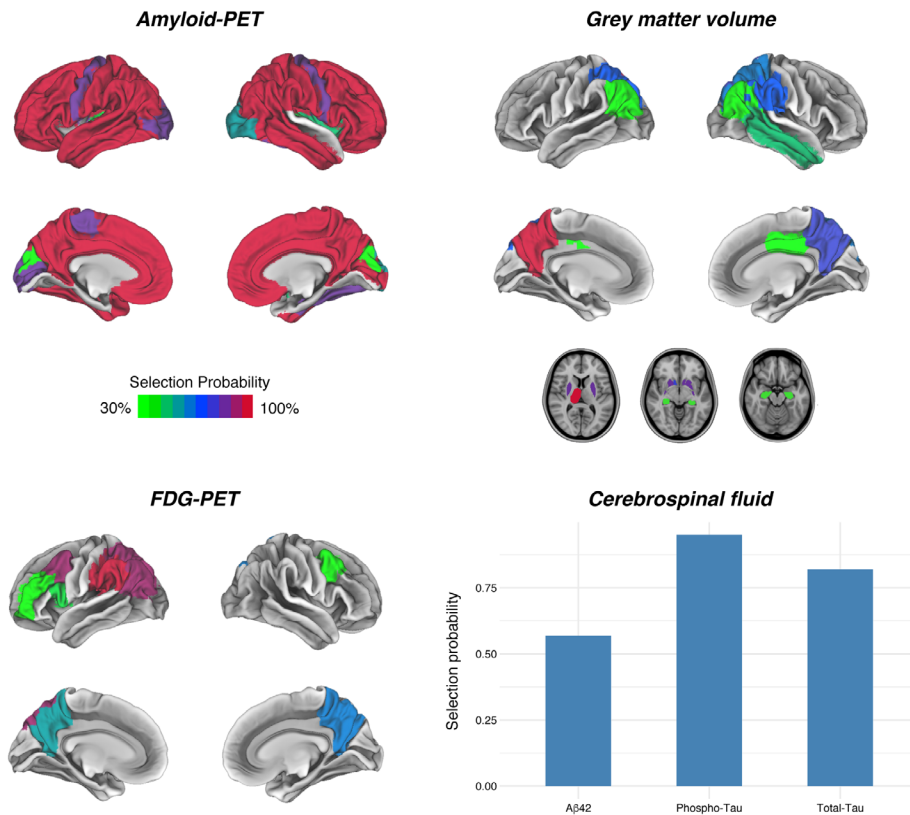 Amyloid-PET
Grey matter volume
Selection Probability
30% 100%
FDG-PET
Cerebrospinal fluid
Selection probability
0.75
0.50
0.25
0.00
Aβ42 Phospho-Tau Total-Tau